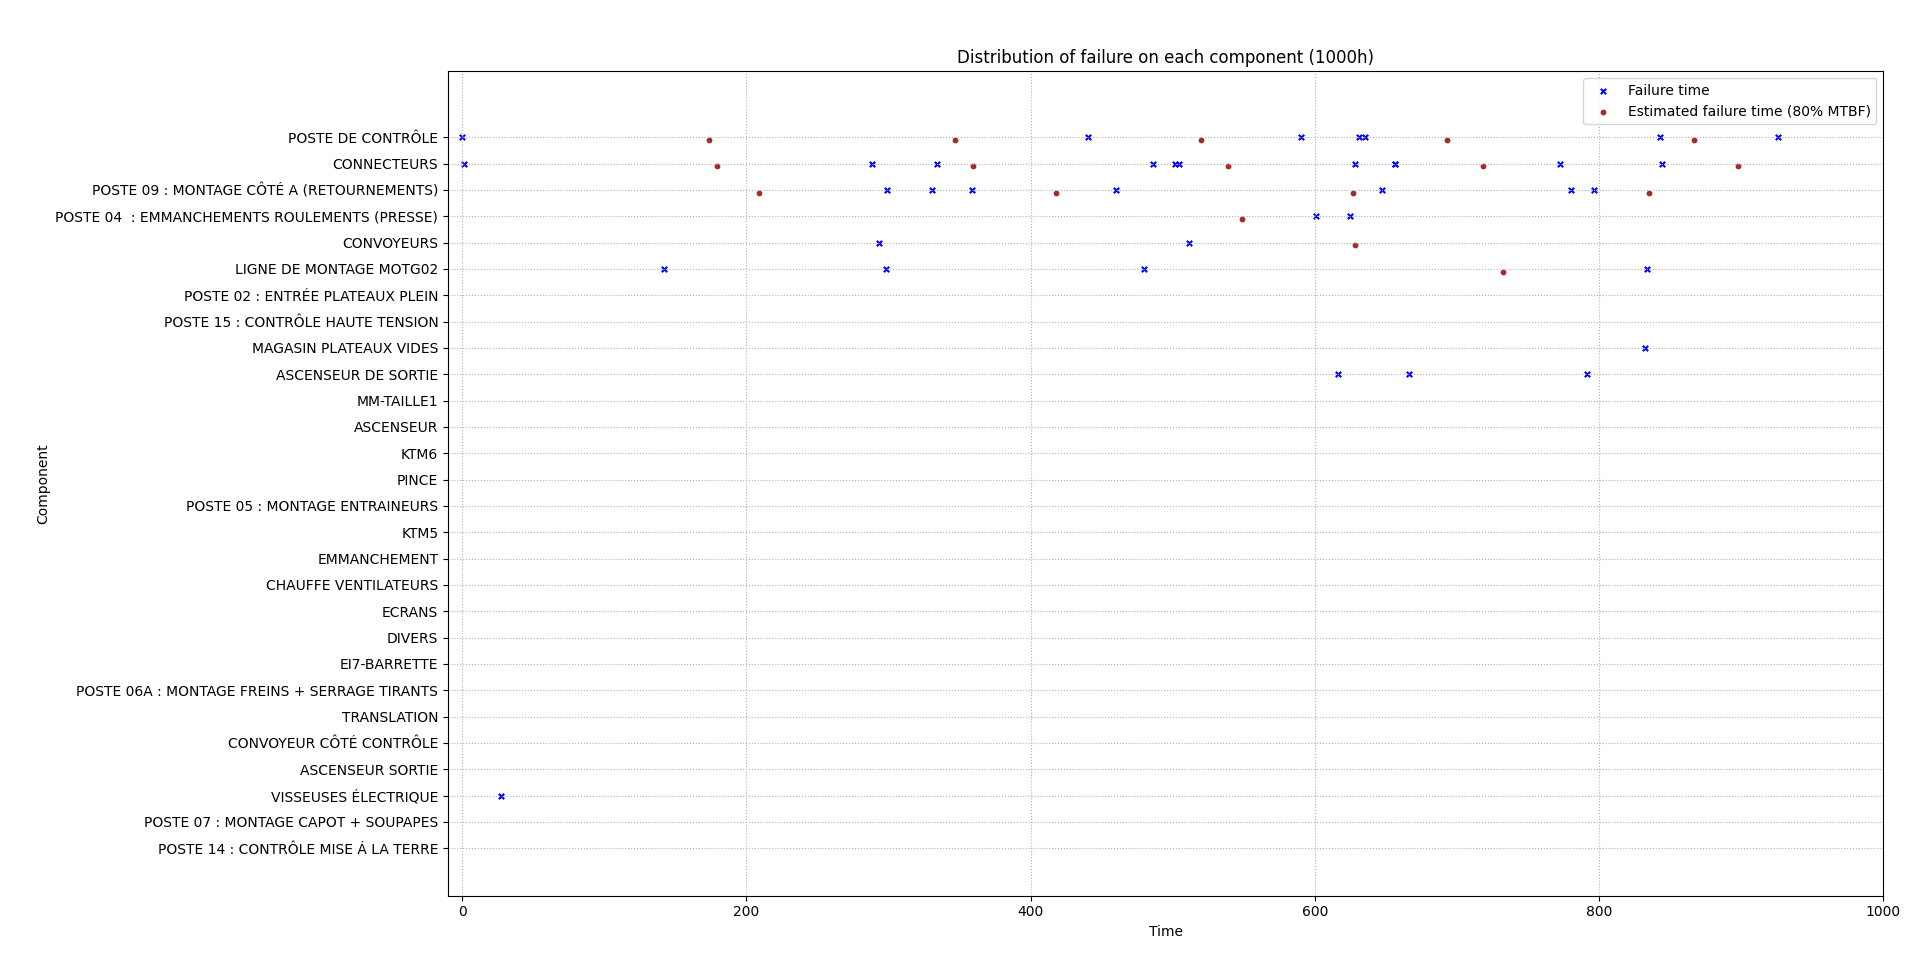 Distribution of failure on each component (1000h)
Failure time
Estimated failure time (80% MTBF)
POSTE DE CONTRÔLE
CONNECTEURS
POSTE 09 : MONTAGE CÔTÉ A (RETOURNEMENTS)
POSTE 04  : EMMANCHEMENTS ROULEMENTS (PRESSE)
CONVOYEURS
LIGNE DE MONTAGE MOTG02
POSTE 02 : ENTRÉE PLATEAUX PLEIN
POSTE 15 : CONTRÔLE HAUTE TENSION
MAGASIN PLATEAUX VIDES
ASCENSEUR DE SORTIE
MM-TAILLE1
ASCENSEUR
KTM6
PINCE
POSTE 05 : MONTAGE ENTRAINEURS
KTM5
EMMANCHEMENT
CHAUFFE VENTILATEURS
ECRANS
DIVERS
EI7-BARRETTE
POSTE 06A : MONTAGE FREINS + SERRAGE TIRANTS
TRANSLATION
CONVOYEUR CÔTÉ CONTRÔLE
ASCENSEUR SORTIE
VISSEUSES ÉLECTRIQUE
POSTE 07 : MONTAGE CAPOT + SOUPAPES
POSTE 14 : CONTRÔLE MISE Á LA TERRE
Component
0 200 400 600 800 1000
Time